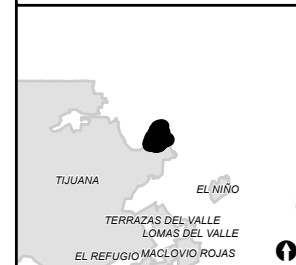 TIJUANA
EL NIÑO
TERRAZAS DEL VALLE
LOMAS DEL VALLE
EL REFUGIO MACLOVIO ROJAS